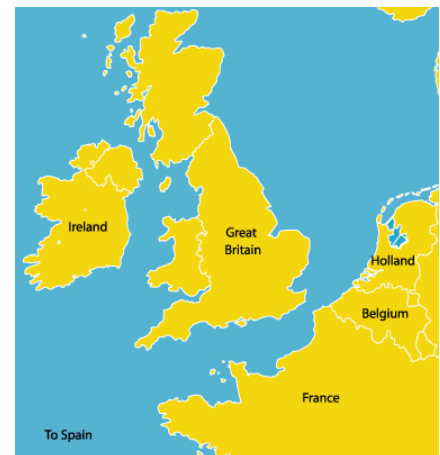 Ireland
Great
Britain
Holland
Belgium
France
To Spain